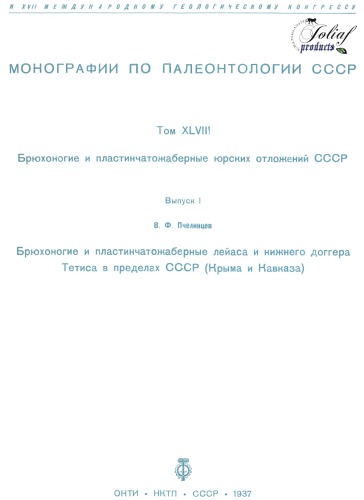 К XVII МЕЖДУНАРОДНОМУ ГЕОЛОГИЧЕСКОМУ КОНГРЕССУ
Joliaf
products
МОНОГРАФИИ ПО ПАЛЕОНТОЛОГИИ СССР
Том XLVIII
Брюхоногие и пластинчатожаберные юрских отложений СССР
Выпуск I
В. Ф. Пчелинцев
Брюхоногие и пластинчатожаберные лейаса и нижнего доггера
Тетиса в пределах СССР (Крыма и Кавказа)
ОНТИ • НКТП • СССР • 1937